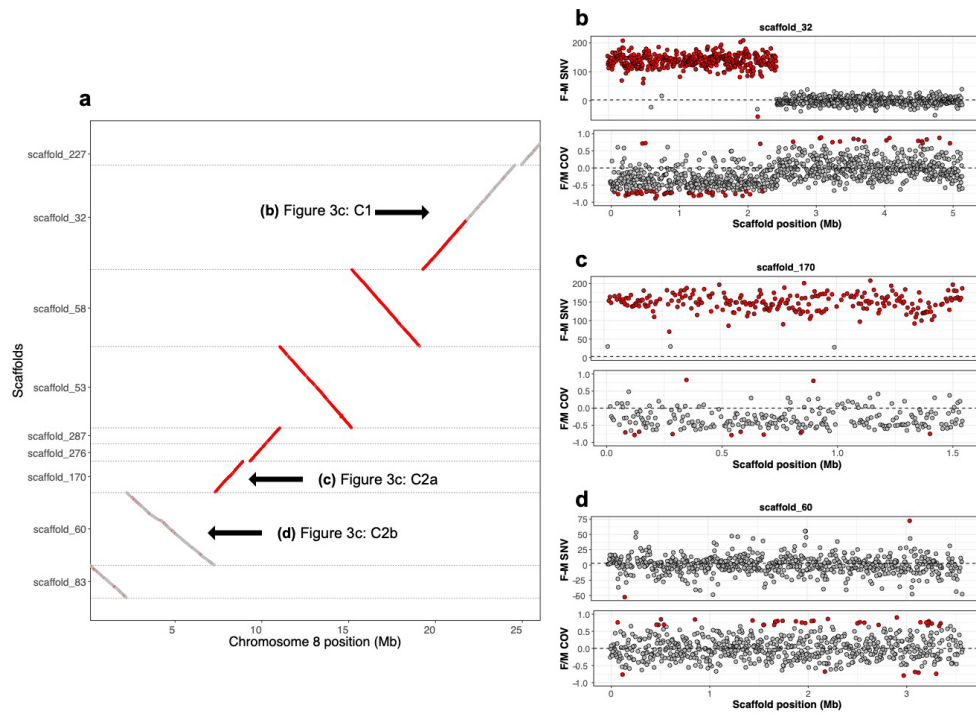 a
scaffold_227
scaffold_32
scaffold_58
scaffold_53
scaffold_287
scaffold_276
scaffold_170
scaffold_60
scaffold_83
Scaffolds
(b) Figure 3c: C1
(c) Figure 3c: C2a
(d) Figure 3c: C2b
5 10 15 20 25
Chromosome 8 position (Mb)
b
scaffold_32
F-M SNV
200
100
0
F/M COV
1.0
0.5
0.0
-0.5
-1.0
0 1 2 3 4 5
Scaffold position (Mb)
c
scaffold_170
F-M SNV
200
150
100
50
0
F/M COV
1.0
0.5
0.0
-0.5
-1.0
0.0 0.5 1.0 1.5
Scaffold position (Mb)
d
scaffold_60
F-M SNV
75
50
25
0
-25
-50
F/M COV
1.0
0.5
0.0
-0.5
-1.0
0 1 2 3
Scaffold position (Mb)